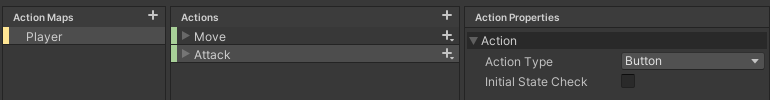 Action Maps
Player
Actions
Move
Attack
Action Properties
Action
Action Type Button
Initial State Check